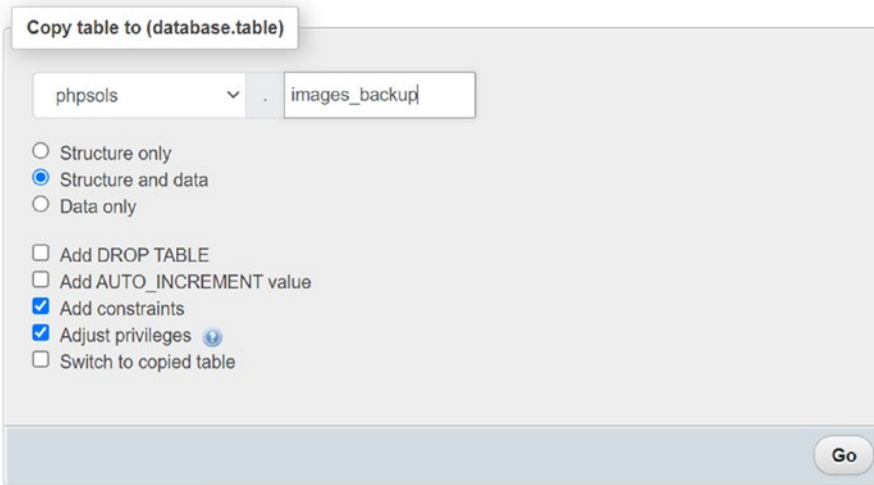 Copy table to (database.table)
phpsols . images_backup
Structure only
Structure and data
Data only
Add DROP TABLE
Add AUTO_INCREMENT value
Add constraints
Adjust privileges
Switch to copied table
Go